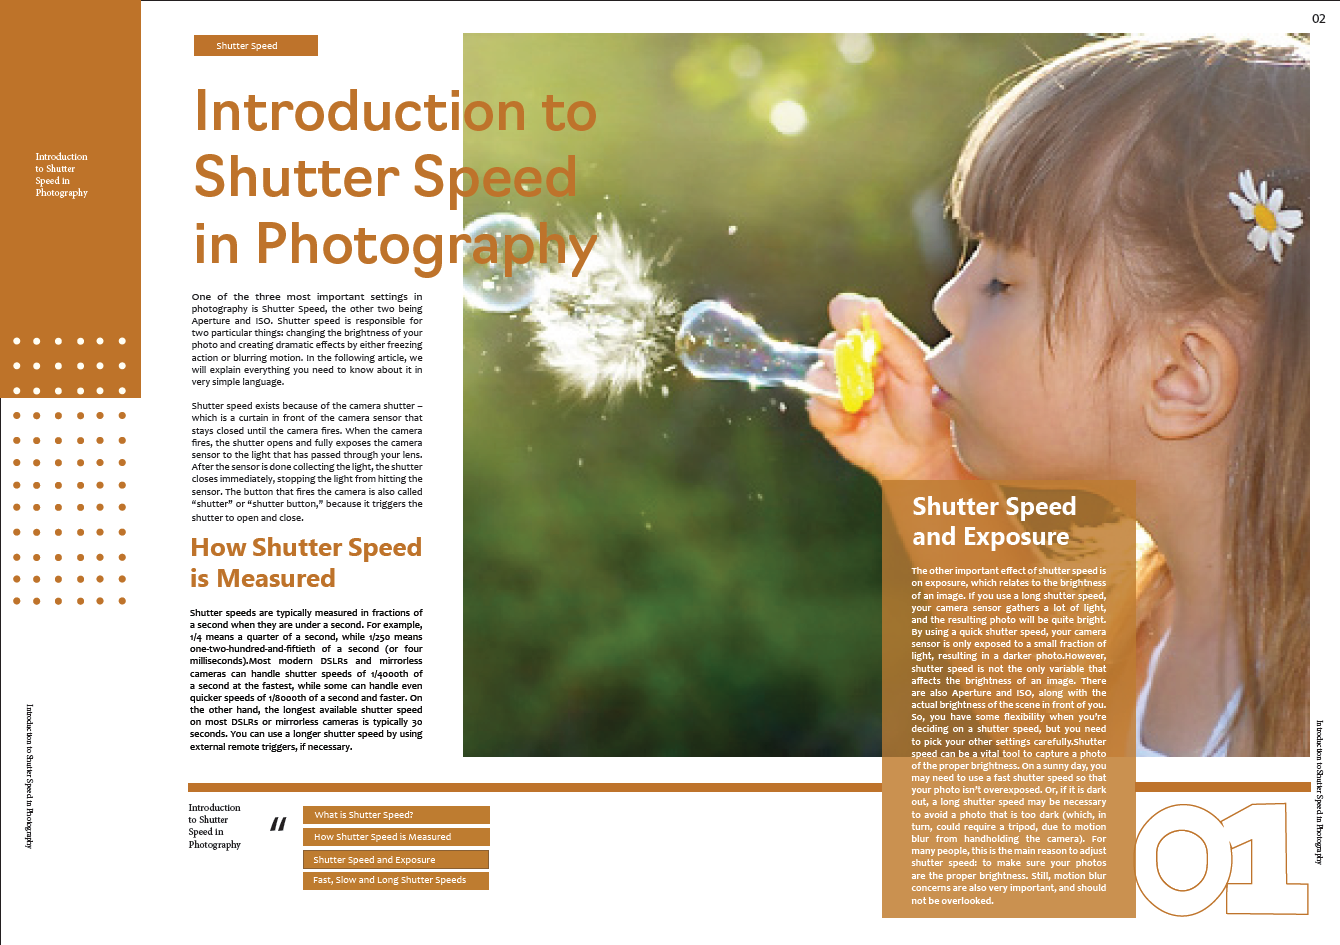 02
Shutter Speed
Introduction to
Shutter Speed
in Photography
Introduction
to Shutter
Speed in
Photography
One of the three most important settings in
photography is Shutter Speed, the other two being
Aperture and ISO. Shutter speed is responsible for
two particular things: changing the brightness of your
photo and creating dramatic effects by either freezing
action or blurring motion. In the following article, we
will explain everything you need to know about it in
very simple language.
Shutter speed exists because of the camera shutter –
which is a curtain in front of the camera sensor that
stays closed until the camera fires. When the camera
fires, the shutter opens and fully exposes the camera
sensor to the light that has passed through your lens.
After the sensor is done collecting the light, the shutter
closes immediately, stopping the light from hitting the
sensor. The button that fires the camera is also called
“shutter” or “shutter button,” because it triggers the
shutter to open and close.
How Shutter Speed
is Measured
Shutter speeds are typically measured in fractions of
a second when they are under a second. For example,
1/4 means a quarter of a second, while 1/250 means
one-two-hundred-and-fiftieth of a second (or four
milliseconds).Most modern DSLRs and mirrorless
cameras can handle shutter speeds of 1/4000th of
a second at the fastest, while some can handle even
quicker speeds of 1/8000th of a second and faster. On
the other hand, the longest available shutter speed
on most DSLRs or mirrorless cameras is typically 30
seconds. You can use a longer shutter speed by using
external remote triggers, if necessary.
Shutter Speed
and Exposure
The other important effect of shutter speed is
on exposure, which relates to the brightness
of an image. If you use a long shutter speed,
your camera sensor gathers a lot of light,
and the resulting photo will be quite bright.
By using a quick shutter speed, your camera
sensor is only exposed to a small fraction of
light, resulting in a darker photo.However,
shutter speed is not the only variable that
affects the brightness of an image. There
are also Aperture and ISO, along with the
actual brightness of the scene in front of you.
So, you have some flexibility when you’re
deciding on a shutter speed, but you need
to pick your other settings carefully.Shutter
speed can be a vital tool to capture a photo
of the proper brightness. On a sunny day, you
may need to use a fast shutter speed so that
your photo isn’t overexposed. Or, if it is dark
out, a long shutter speed may be necessary
to avoid a photo that is too dark (which, in
turn, could require a tripod, due to motion
blur from handholding the camera). For
many people, this is the main reason to adjust
shutter speed: to make sure your photos
are the proper brightness. Still, motion blur
concerns are also very important, and should
not be overlooked.
Introduction to Shutter Speed in Photography
Introduction to Shutter Speed in Photography
Introduction
to Shutter
Speed in
Photography
“
What is Shutter Speed?
How Shutter Speed is Measured
Shutter Speed and Exposure
Fast, Slow and Long Shutter Speeds
01